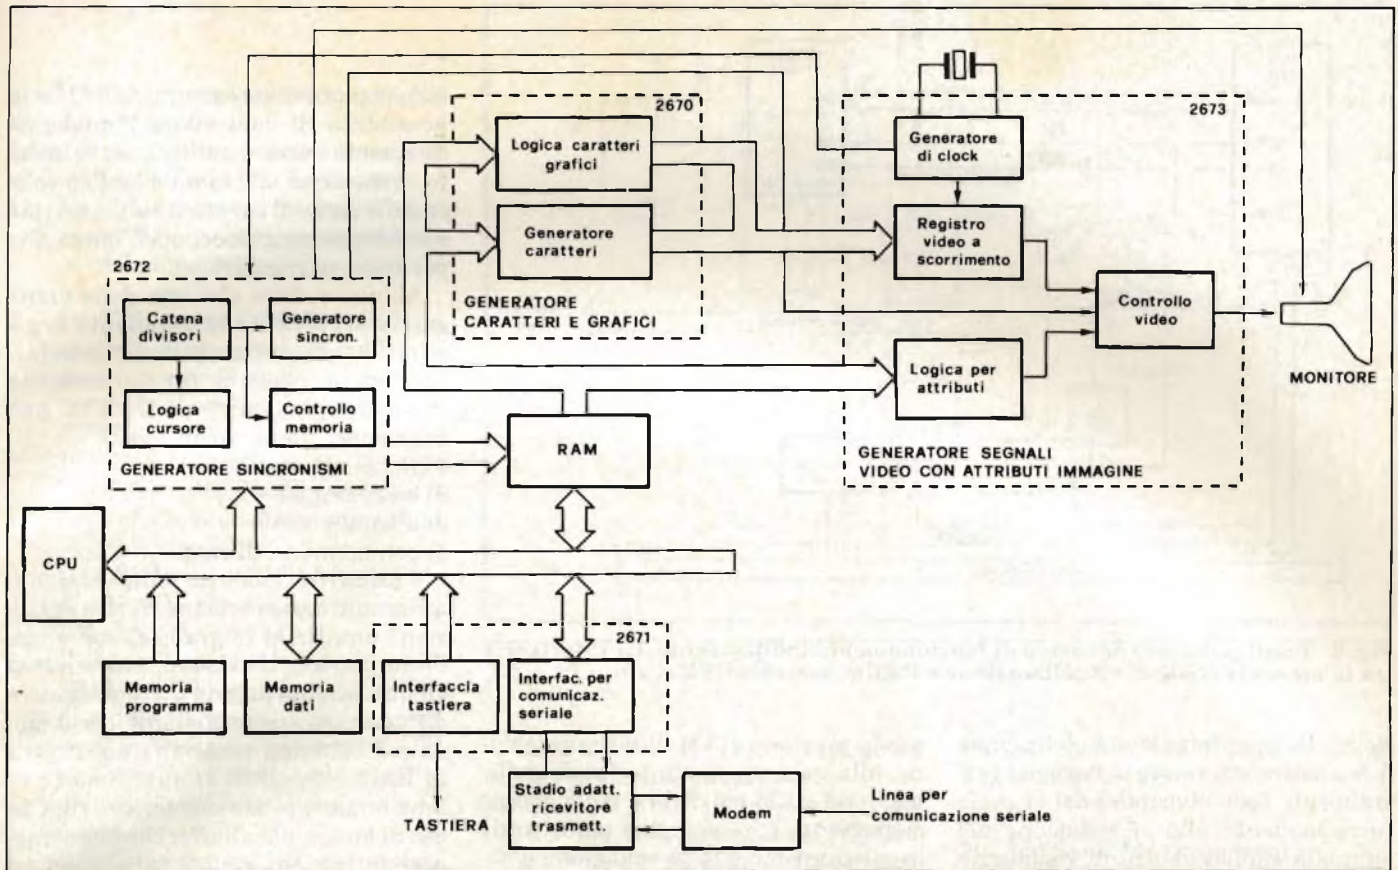 2670
Logica caratteri
grafici
Generatore
caratteri
GENERATORE
CARATTERI E GRAFICI
2673
Generatore
di clock
Registro
video a
scorrimento
Controllo
video
Logica per
attributi
GENERATORE SEGNALI
VIDEO CON ATTRIBUTI IMMAGINE
MONITORE
2672
Catena
divisori
Generatore
sincron.
Logica
cursore
Controllo
memoria
GENERATORE SINCRONISMI
RAM
CPU
2671
Memoria
programma
Memoria
dati
Interfaccia
tastiera
Interfac. per
comunicaz.
seriale
TASTIERA
Stadio adatt.
ricevitore
trasmett.
Modem
Linea per
comunicazione
seriale